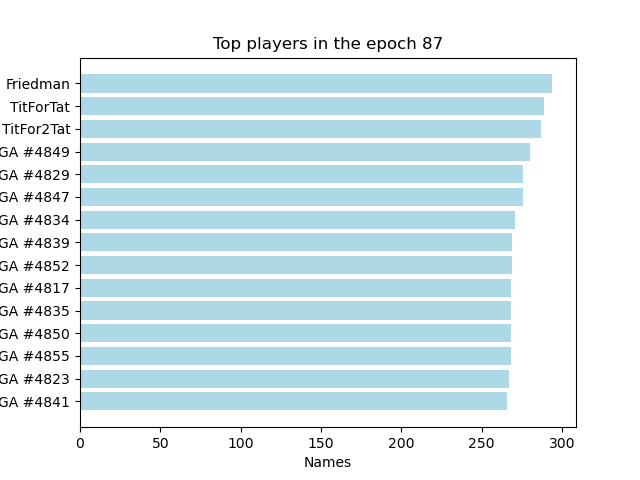 Top players in the epoch 87
Friedman
TitForTat
TitFor2Tat
GA #4849
GA #4829
GA #4847
GA #4834
GA #4839
GA #4852
GA #4817
GA #4835
GA #4850
GA #4855
GA #4823
GA #4841
0 50 100 150 200 250 300
Names